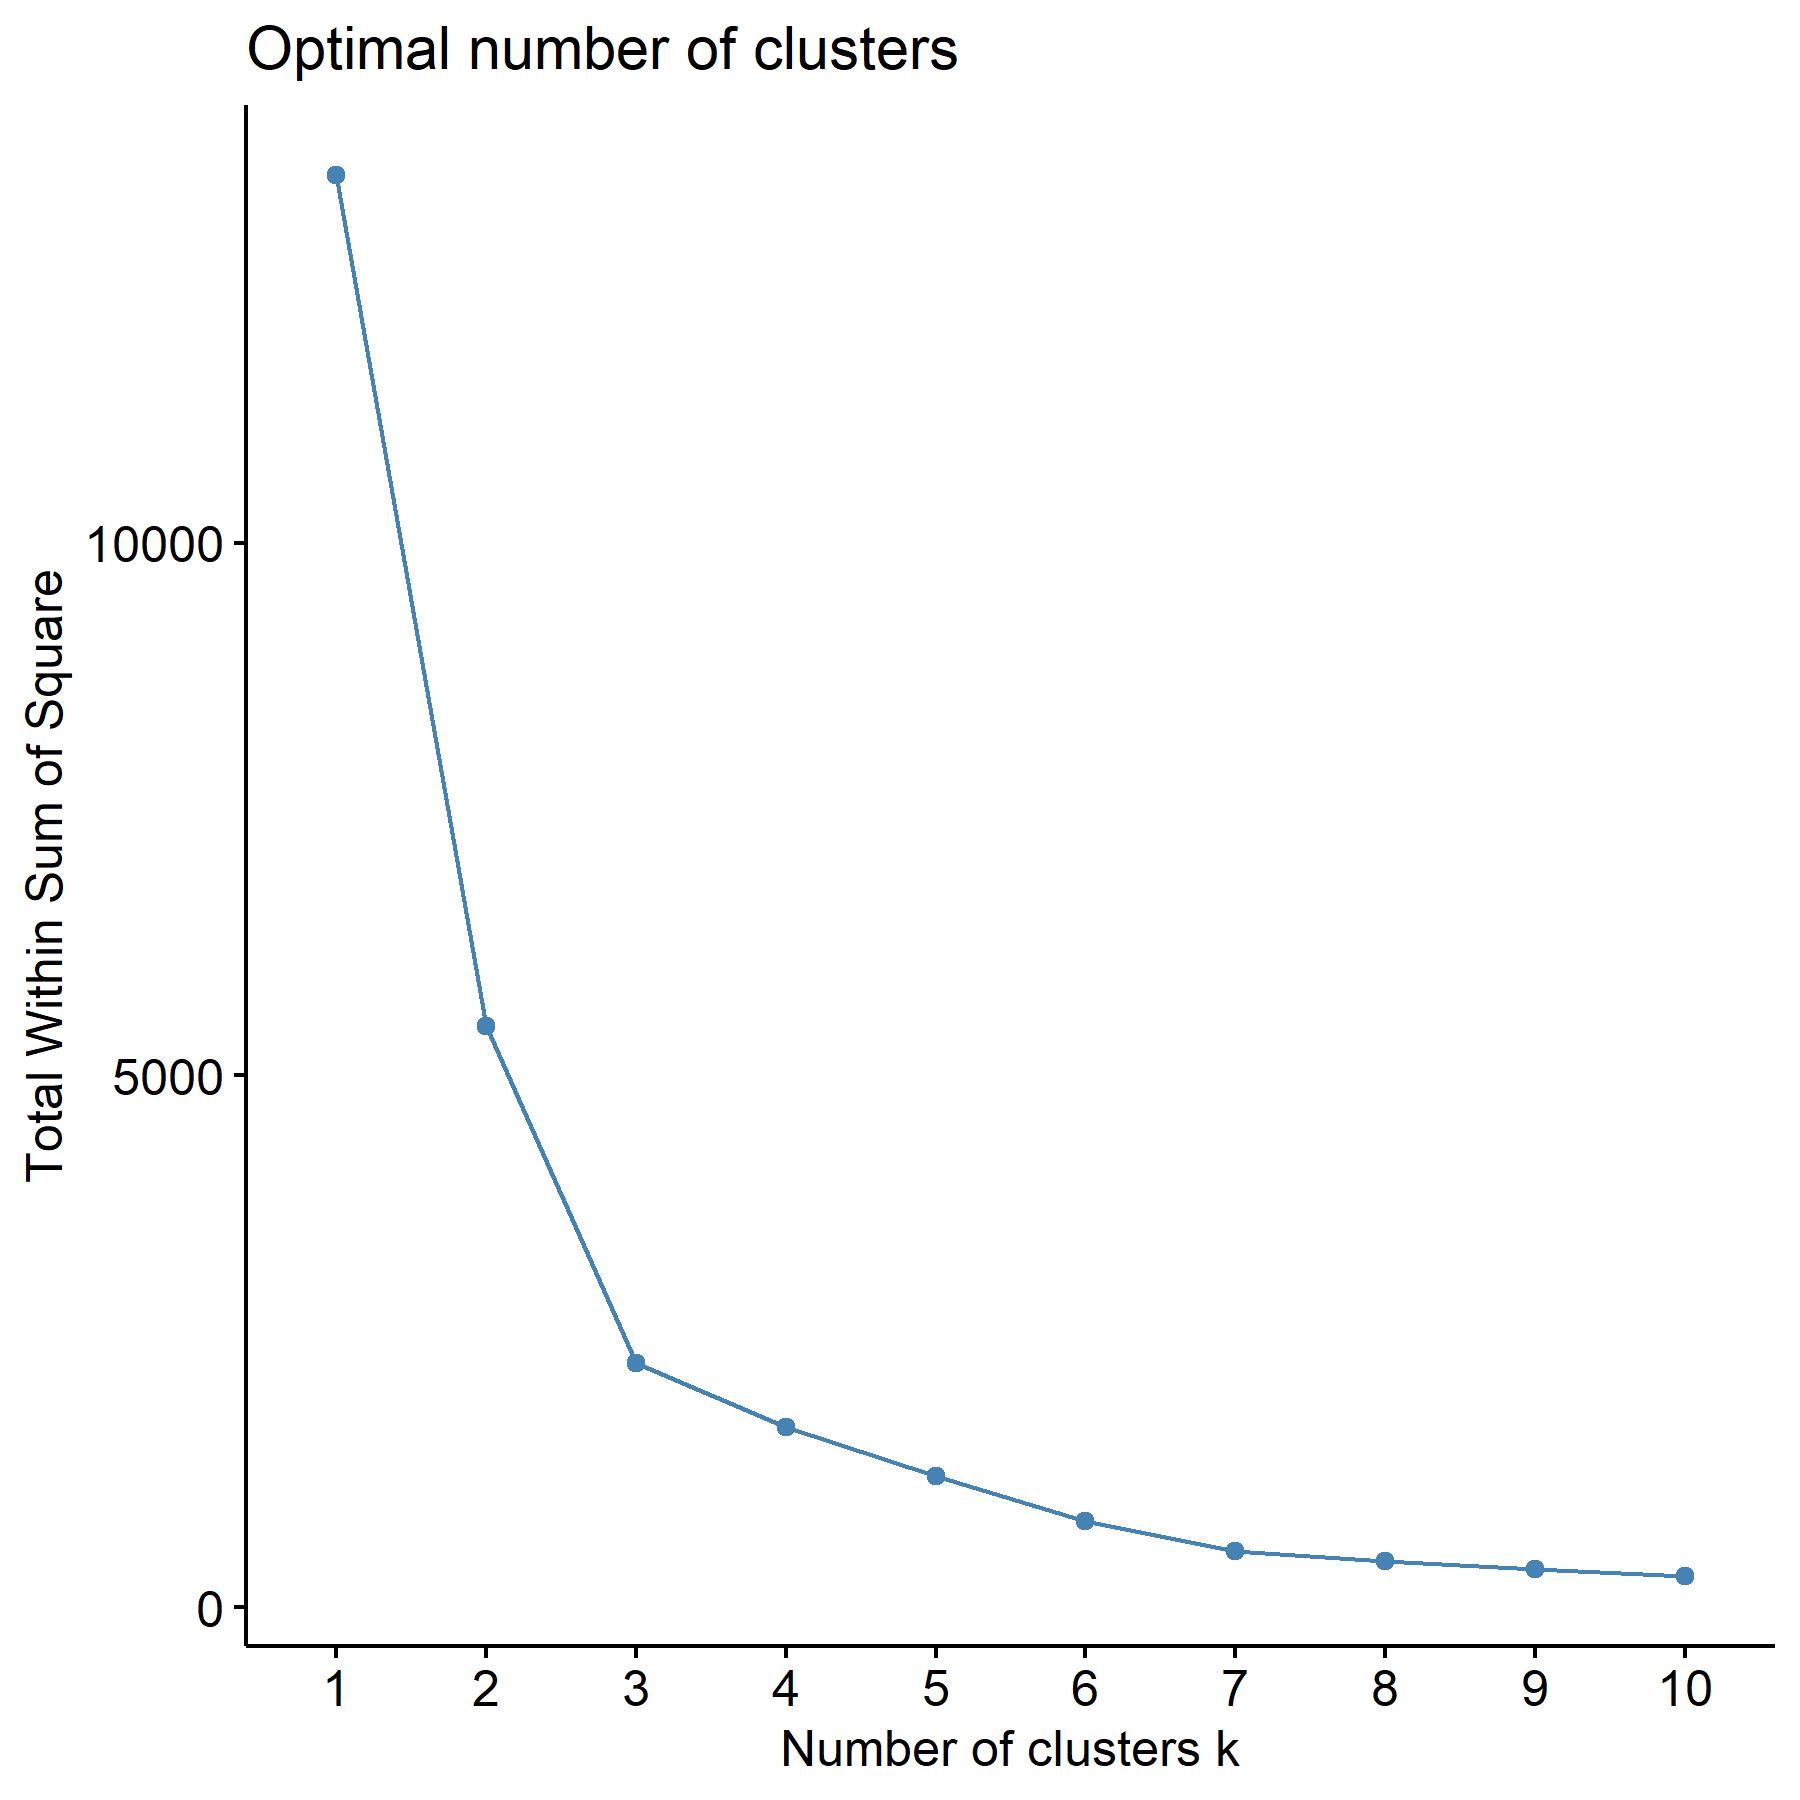 Optimal number of clusters
Total Within Sum of Square
10000
5000
0
1 2 3 4 5 6 7 8 9 10
Number of clusters k